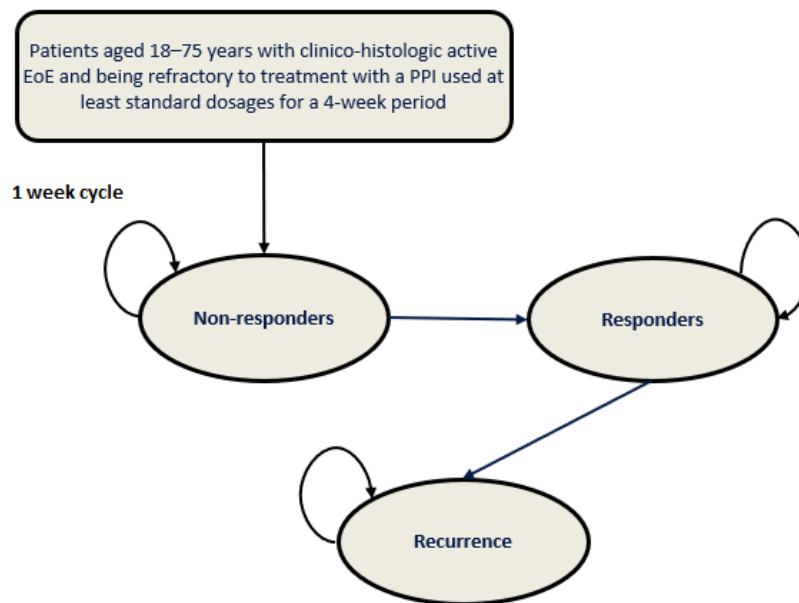 Patients aged 18–75 years with clinico-histologic active
EoE and being refractory to treatment with a PPI used at
least standard dosages for a 4-week period
1 week cycle
Non-responders
Responders
Recurrence